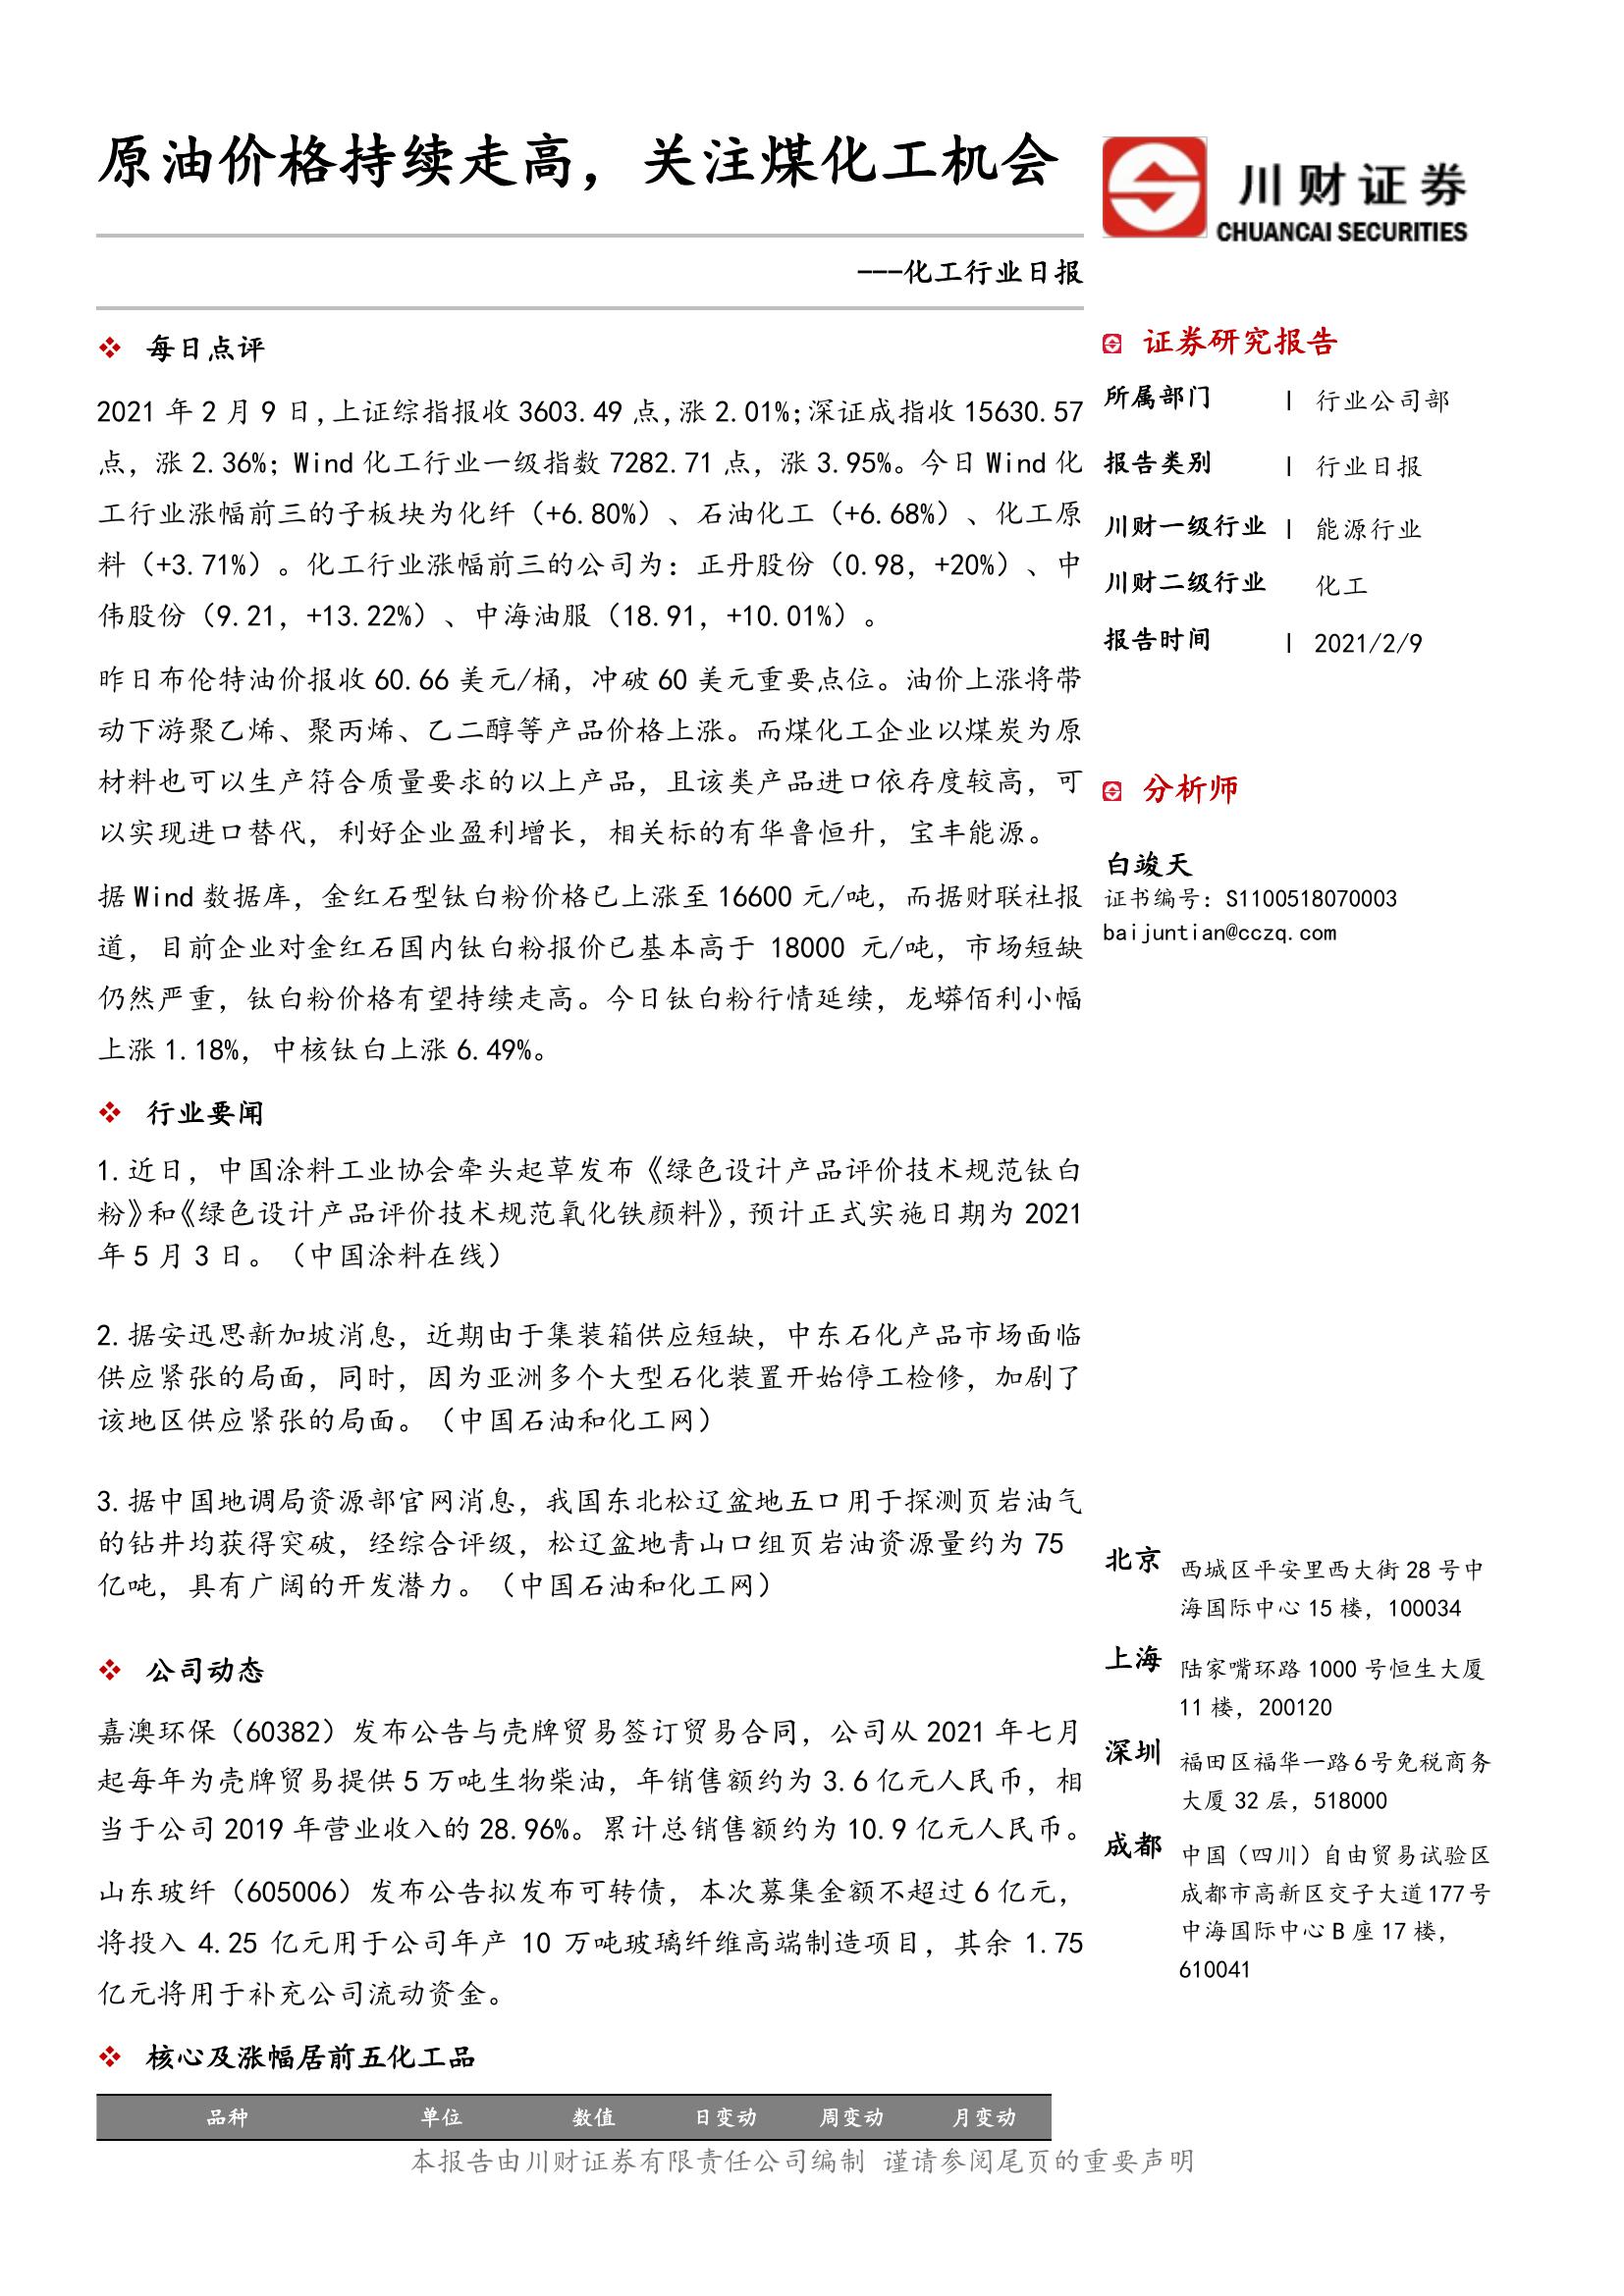 原油价格持续走高，关注煤化工机会
川财证券
CHUANCAI SECURITIES
---化工行业日报
每日点评
2021 年 2 月 9 日，上证综指报收 3603.49 点，涨 2.01%；深证成指收 15630.57
点，涨 2.36%；Wind 化工行业一级指数 7282.71 点，涨 3.95%。今日 Wind 化
工行业涨幅前三的子板块为化纤（+6.80%）、石油化工（+6.68%）、化工原
料（+3.71%）。化工行业涨幅前三的公司为：正丹股份（0.98，+20%）、中
伟股份（9.21，+13.22%）、中海油服（18.91，+10.01%）。
昨日布伦特油价报收 60.66 美元/桶，冲破 60 美元重要点位。油价上涨将带
动下游聚乙烯、聚丙烯、乙二醇等产品价格上涨。而煤化工企业以煤炭为原
材料也可以生产符合质量要求的以上产品，且该类产品进口依存度较高，可
以实现进口替代，利好企业盈利增长，相关标的有华鲁恒升，宝丰能源。
据 Wind 数据库，金红石型钛白粉价格已上涨至 16600 元/吨，而据财联社报
道，目前企业对金红石国内钛白粉报价已基本高于 18000 元/吨，市场短缺
仍然严重，钛白粉价格有望持续走高。今日钛白粉行情延续，龙蟒佰利小幅
上涨 1.18%，中核钛白上涨 6.49%。
行业要闻
1.近日，中国涂料工业协会牵头起草发布《绿色设计产品评价技术规范钛白
粉》和《绿色设计产品评价技术规范氧化铁颜料》，预计正式实施日期为 2021
年 5 月 3 日。（中国涂料在线）
2.据安迅思新加坡消息，近期由于集装箱供应短缺，中东石化产品市场面临
供应紧张的局面，同时，因为亚洲多个大型石化装置开始停工检修，加剧了
该地区供应紧张的局面。（中国石油和化工网）
3.据中国地调局资源部官网消息，我国东北松辽盆地五口用于探测页岩油气
的钻井均获得突破，经综合评级，松辽盆地青山口组页岩油资源量约为 75
亿吨，具有广阔的开发潜力。（中国石油和化工网）
公司动态
嘉澳环保（60382）发布公告与壳牌贸易签订贸易合同，公司从 2021 年七月
起每年为壳牌贸易提供 5 万吨生物柴油，年销售额约为 3.6 亿元人民币，相
当于公司 2019 年营业收入的 28.96%。累计总销售额约为 10.9 亿元人民币。
山东玻纤（605006）发布公告拟发布可转债，本次募集金额不超过 6 亿元，
将投入 4.25 亿元用于公司年产 10 万吨玻璃纤维高端制造项目，其余 1.75
亿元将用于补充公司流动资金。
核心及涨幅居前五化工品
品种 单位 数值 日变动 周变动 月变动
证券研究报告
所属部门 | 行业公司部
报告类别 | 行业日报
川财一级行业 | 能源行业
川财二级行业 化工
报告时间 | 2021/2/9
分析师
白竣天
证书编号：S1100518070003
baijuntian@cczq.com
北京 西城区平安里西大街 28 号中
海国际中心 15 楼，100034
上海 陆家嘴环路 1000 号恒生大厦
11 楼，200120
深圳 福田区福华一路 6 号免税商务
大厦 32 层，518000
成都 中国（四川）自由贸易试验区
成都市高新区交子大道 177 号
中海国际中心 B 座 17 楼，
610041
本报告由川财证券有限责任公司编制 谨请参阅尾页的重要声明